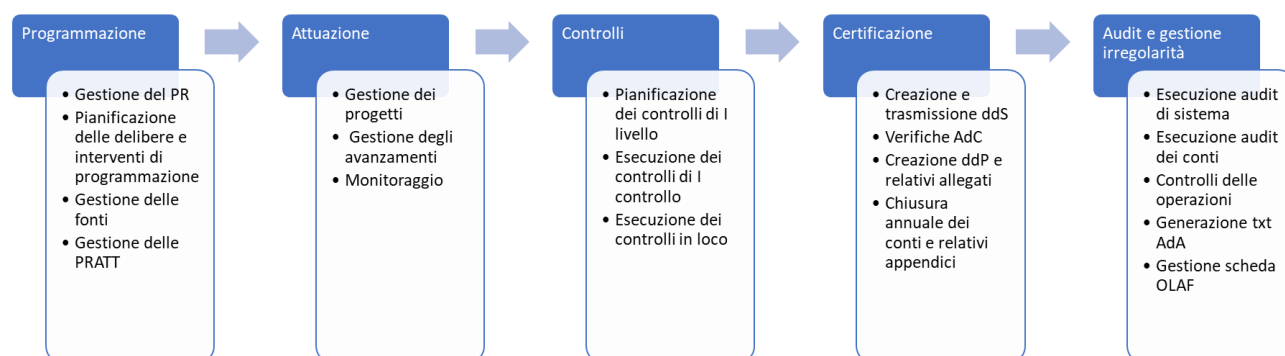 Programmazione
• Gestione del PR
• Pianificazione
delle delibere e
interventi di
programmazione
• Gestione delle
fonti
• Gestione delle
PRATT
Attuazione
• Gestione dei
progetti
• Gestione degli
avanzamenti
• Monitoraggio
Controlli
• Pianificazione
dei controlli di I
livello
• Esecuzione dei
controlli di I
controllo
• Esecuzione dei
controlli in loco
Certificazione
• Creazione e
trasmissione ddS
• Verifiche AdC
• Creazione ddP e
relativi allegati
• Chiusura
annuale dei
conti e relativi
appendici
Audit e gestione
irregolarità
• Esecuzione audit
di sistema
• Esecuzione audit
dei conti
• Controlli delle
operazioni
• Generazione txt
AdA
• Gestione scheda
OLAF